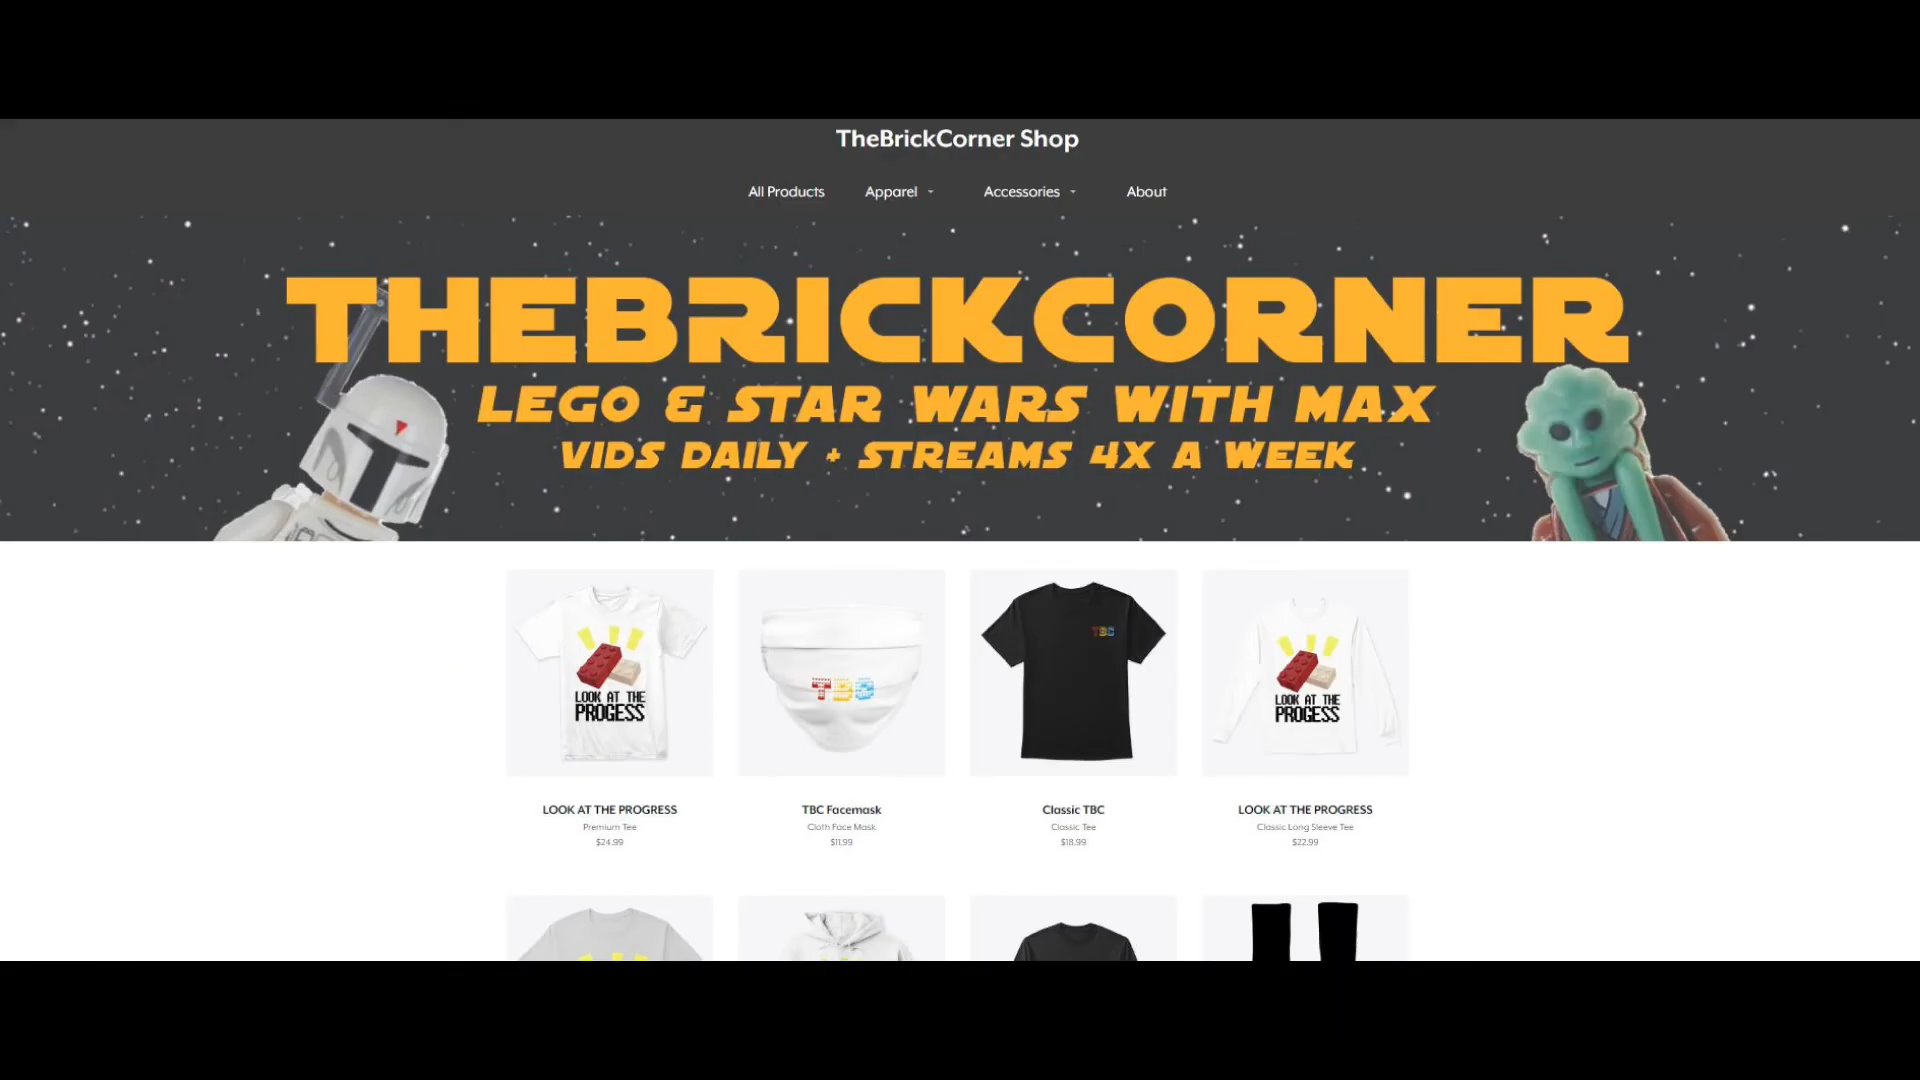 TheBrickCorner Shop
All Products Apparel Accessories About
THEBRICKCORNER
LEGO & STAR WARS WITH MAX
VIDS DAILY + STREAMS 4X A WEEK
LOOK AT THE
PROGESS
TBC
TBC
LOOK AT THE
PROGESS
LOOK AT THE PROGRESS
Premium Tee
$24.99
TBC Facemask
Cloth Face Mask
$11.99
Classic TBC
Classic Tee
$18.99
LOOK AT THE PROGRESS
Classic Long Sleeve Tee
$22.99